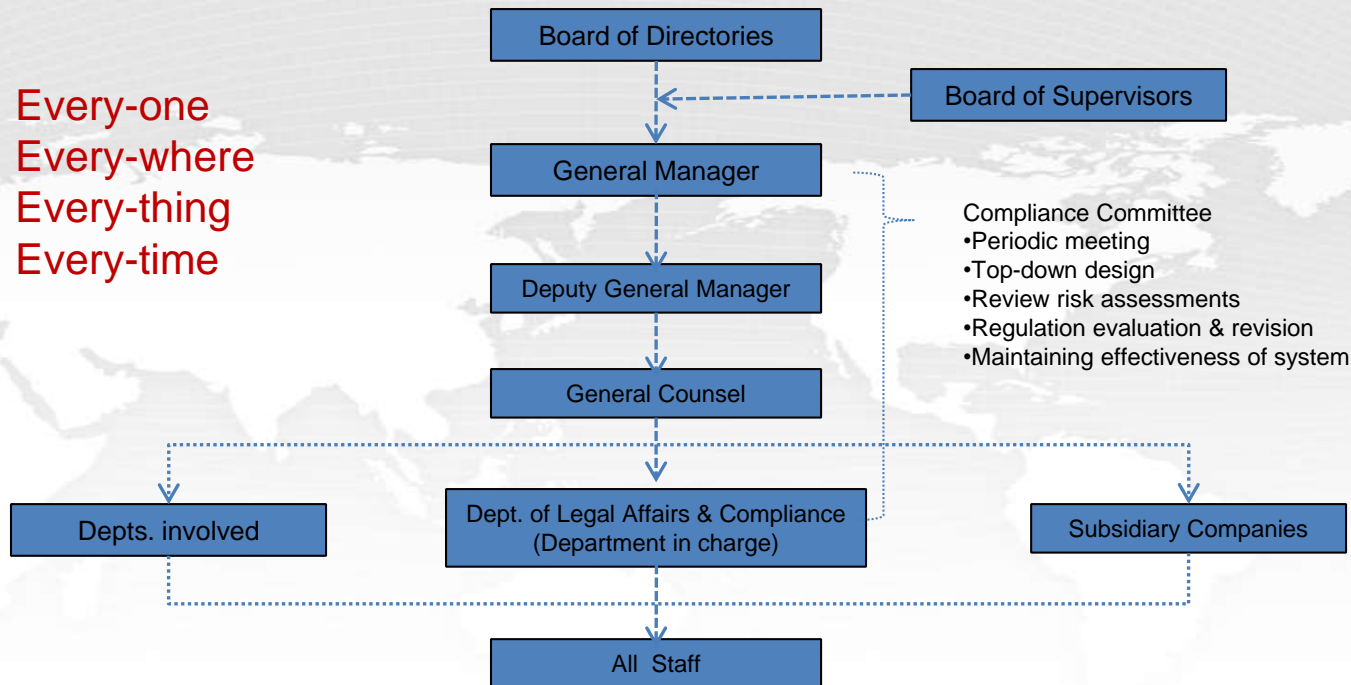 Board of Directories
Board of Supervisors
Every-one
Every-where
Every-thing
Every-time
General Manager
Compliance Committee
•Periodic meeting
•Top-down design
•Review risk assessments
•Regulation evaluation & revision
•Maintaining effectiveness of system
Deputy General Manager
General Counsel
Depts. involved
Dept. of Legal Affairs & Compliance
(Department in charge)
Subsidiary Companies
All Staff